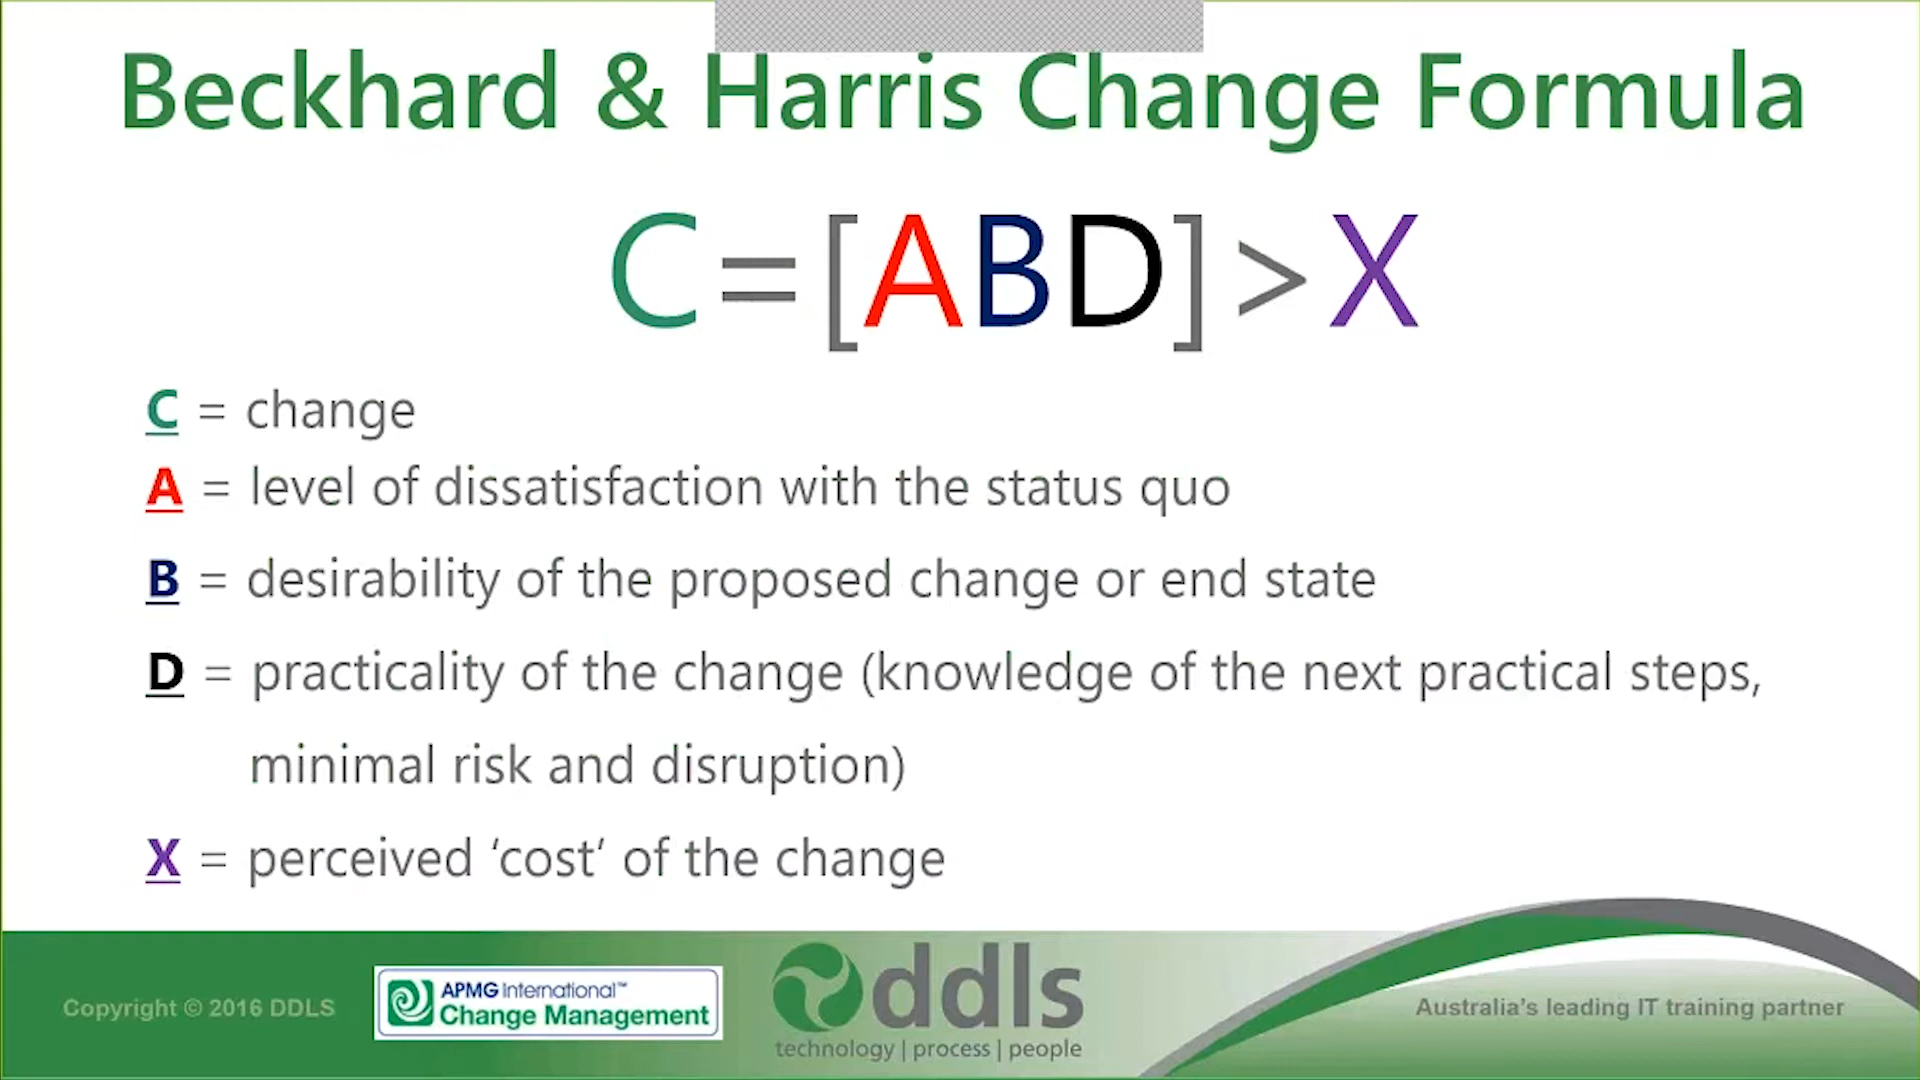 Beckhard & Harris Change Formula
C=[ABD]>X
C = change
A = level of dissatisfaction with the status quo
B = desirability of the proposed change or end state
D = practicality of the change (knowledge of the next practical steps,
minimal risk and disruption)
X = perceived ‘cost’ of the change
Copyright © 2016 DDLS
APMG International™
Change Management
ddls
technology | process | people
Australia's leading IT training partner